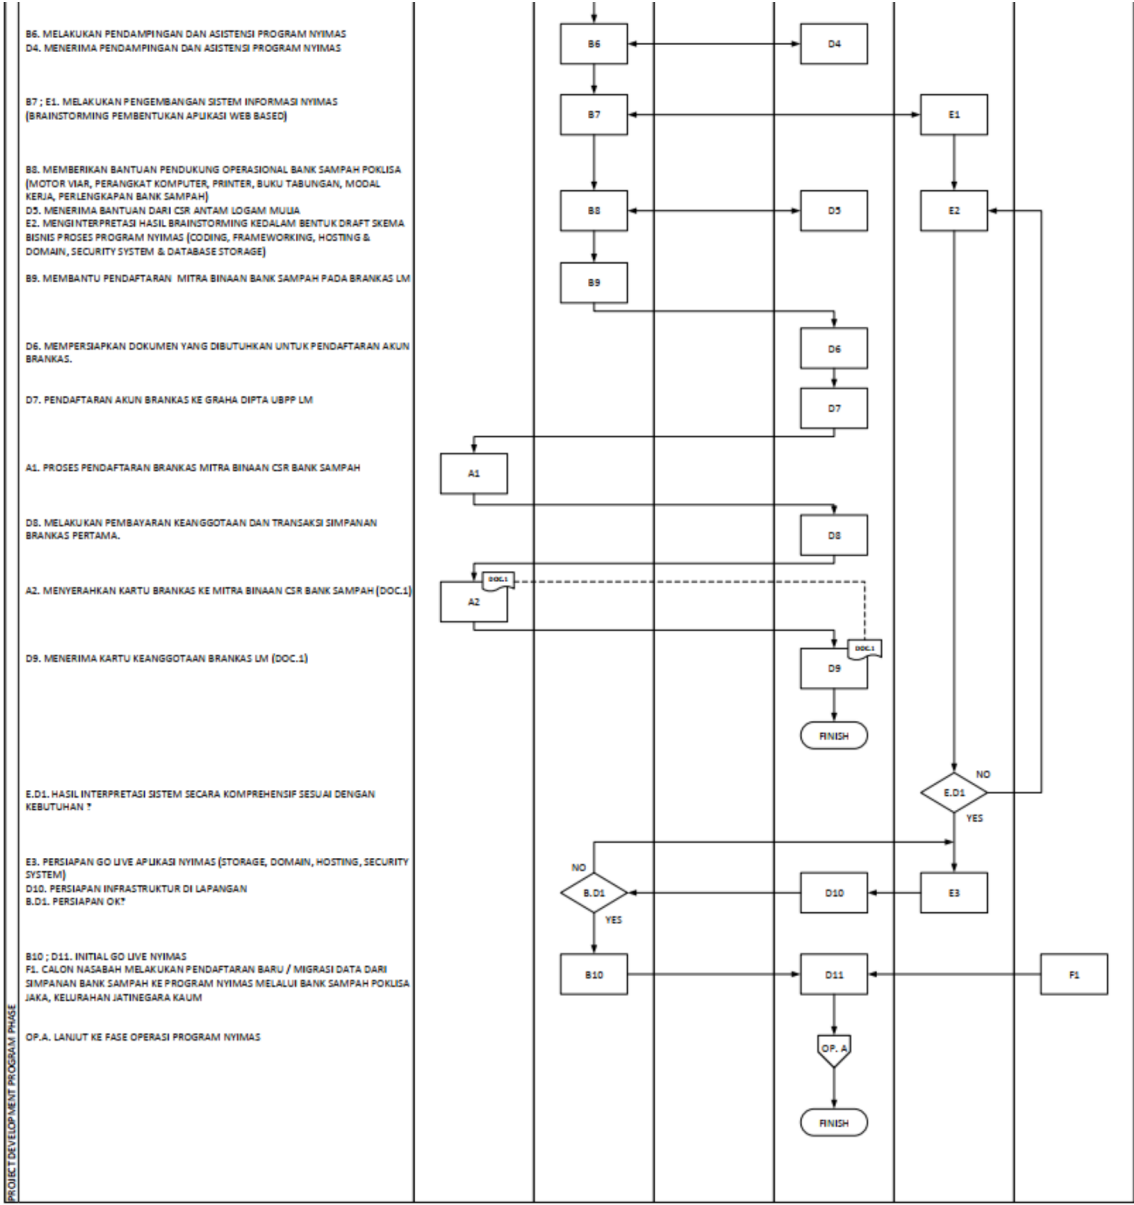 B6. MELAKUKAN PENDAMPINGAN DAN ASISTENSI PROGRAM NYIMAS
D4. MENERIMA PENDAMPINGAN DAN ASISTENSI PROGRAM NYIMAS
B6
D4
B7 ; E1. MELAKUKAN PENGEMBANGAN SISTEM INFORMASI NYIMAS
(BRAINSTORMING PEMBENTUKAN APLIKASI WEB BASED)
B7
E1
B8. MEMBERIKAN BANTUAN PENDUKUNG OPERASIONAL BANK SAMPAH POKLISA
(MOTOR VIAR, PERANGKAT KOMPUTER, PRINTER, BUKU TABUNGAN, MODAL
KERJA, PERLENGKAPAN BANK SAMPAH)
D5. MENERIMA BANTUAN DARI CSR ANTAM LOGAM MULIA
E2. MENGINTERPRETASI HASIL BRAINSTORMING KEDALAM BENTUK DRAFT SKEMA
BISNIS PROSES PROGRAM NYIMAS (CODING, FRAMEWORKING, HOSTING &
DOMAIN, SECURITY SYSTEM & DATABASE STORAGE)
B8
D5
E2
B9. MEMBANTU PENDAFTARAN MITRA BINAAN BANK SAMPAH PADA BRANKAS LM
B9
D6. MEMPERSIAPKAN DOKUMEN YANG DIBUTUHKAN UNTUK PENDAFTARAN AKUN
BRANKAS.
D6
D7. PENDAFTARAN AKUN BRANKAS KE GRAHA DIPTA UBPP LM
D7
A1. PROSES PENDAFTARAN BRANKAS MITRA BINAAN CSR BANK SAMPAH
A1
D8. MELAKUKAN PEMBAYARAN KEANGGOTAAN DAN TRANSAKSI SIMPANAN
BRANKAS PERTAMA.
D8
A2. MENYERAHKAN KARTU BRANKAS KE MITRA BINAAN CSR BANK SAMPAH (DOC.1)
DOC.1
A2
D9. MENERIMA KARTU KEANGGOTAAN BRANKAS LM (DOC.1)
DOC.1
D9
FINISH
E.D1. HASIL INTERPRETASI SISTEM SECARA KOMPREHENSIF SESUAI DENGAN
KEBUTUHAN ?
E.D1
NO
YES
E3. PERSIAPAN GO LIVE APLIKASI NYIMAS (STORAGE, DOMAIN, HOSTING, SECURITY
SYSTEM)
D10. PERSIAPAN INFRASTRUKTUR DI LAPANGAN
B.D1. PERSIAPAN OK?
NO
B.D1
YES
D10
E3
B10 ; D11. INITIAL GO LIVE NYIMAS
F1. CALON NASABAH MELAKUKAN PENDAFTARAN BARU / MIGRASI DATA DARI
SIMPANAN BANK SAMPAH KE PROGRAM NYIMAS MELALUI BANK SAMPAH POKLISA
JAKA, KELURAHAN JATINEGARA KAUM
B10
D11
F1
OP.A. LANJUT KE FASE OPERASI PROGRAM NYIMAS
OP. A
FINISH
PROJECT DEVELOPMENT PROGRAM PHASE